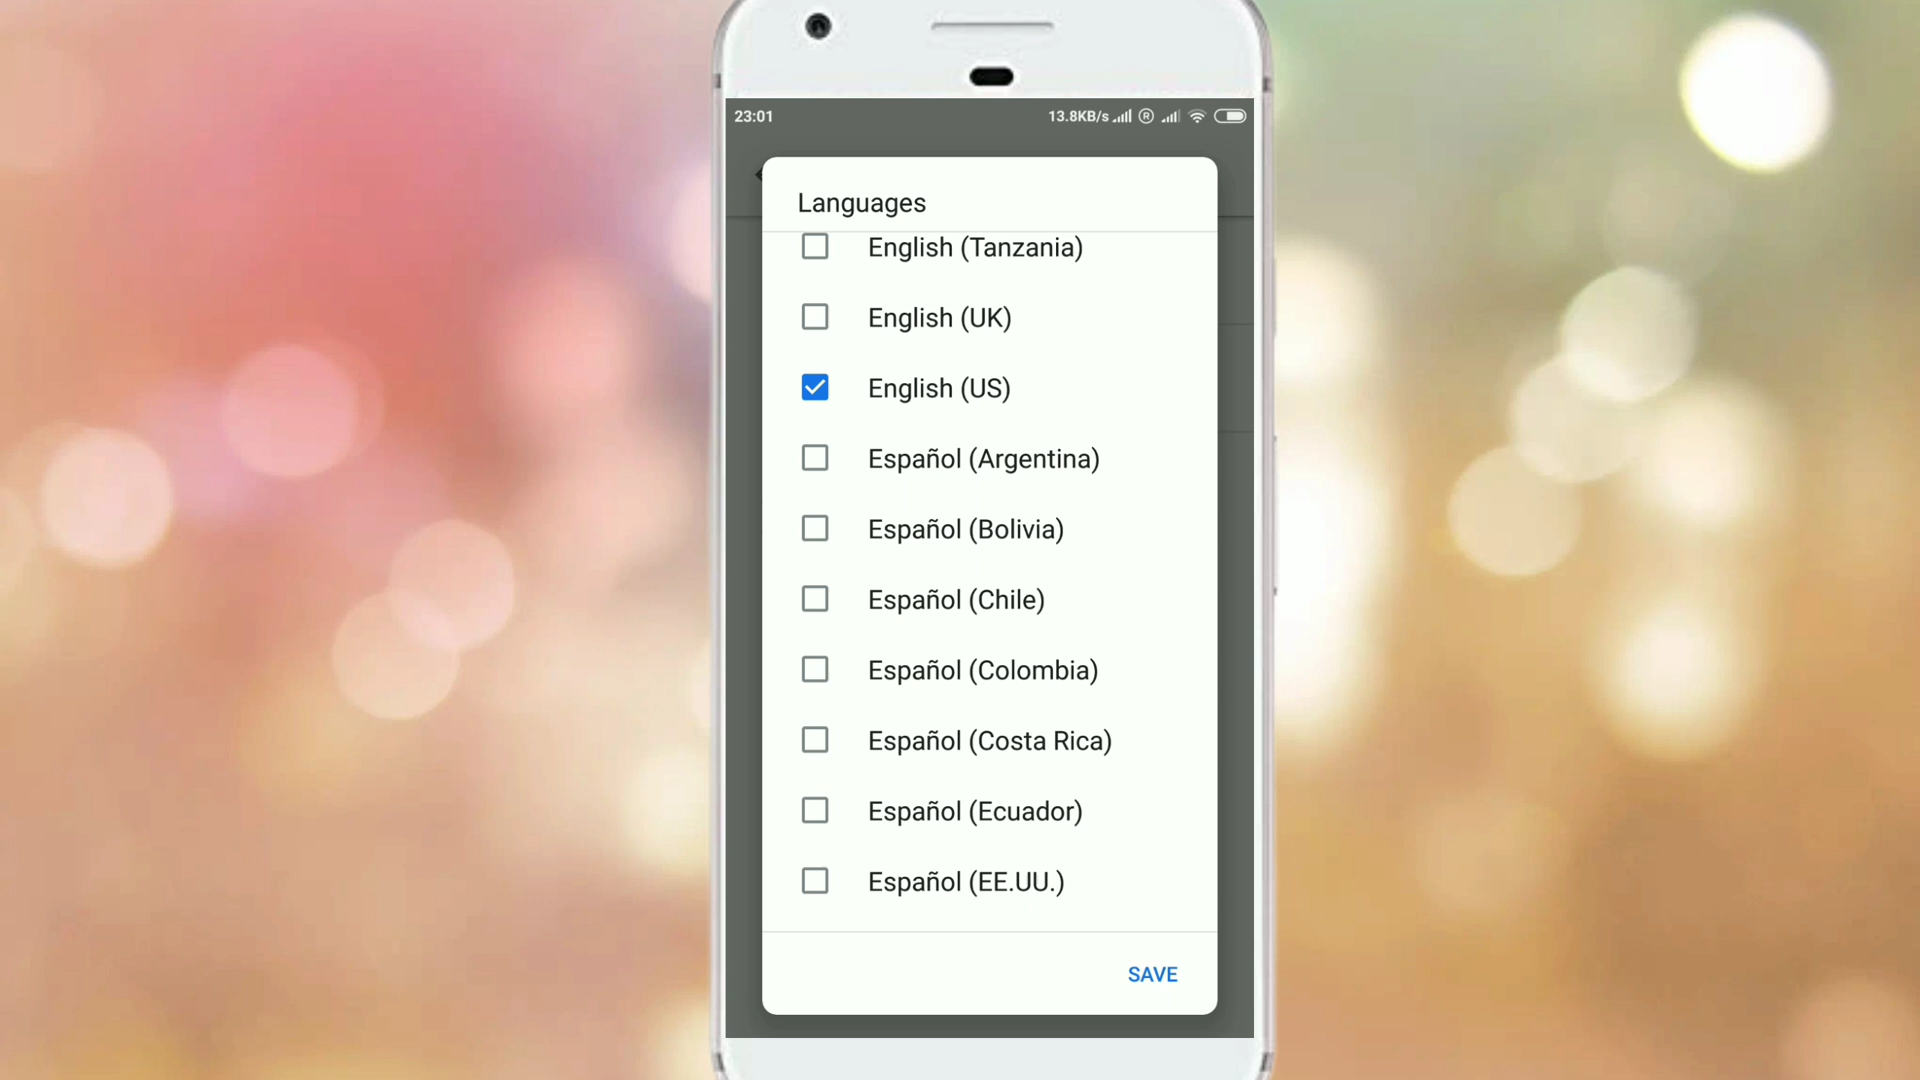 23:01 13.8KB/s R
Languages
English (Tanzania)
English (UK)
English (US)
Español (Argentina)
Español (Bolivia)
Español (Chile)
Español (Colombia)
Español (Costa Rica)
Español (Ecuador)
Español (EE.UU.)
SAVE